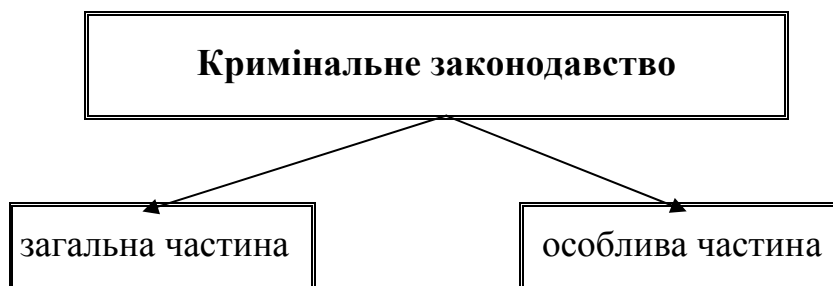 Кримінальне законодавство
загальна частина
особлива частина